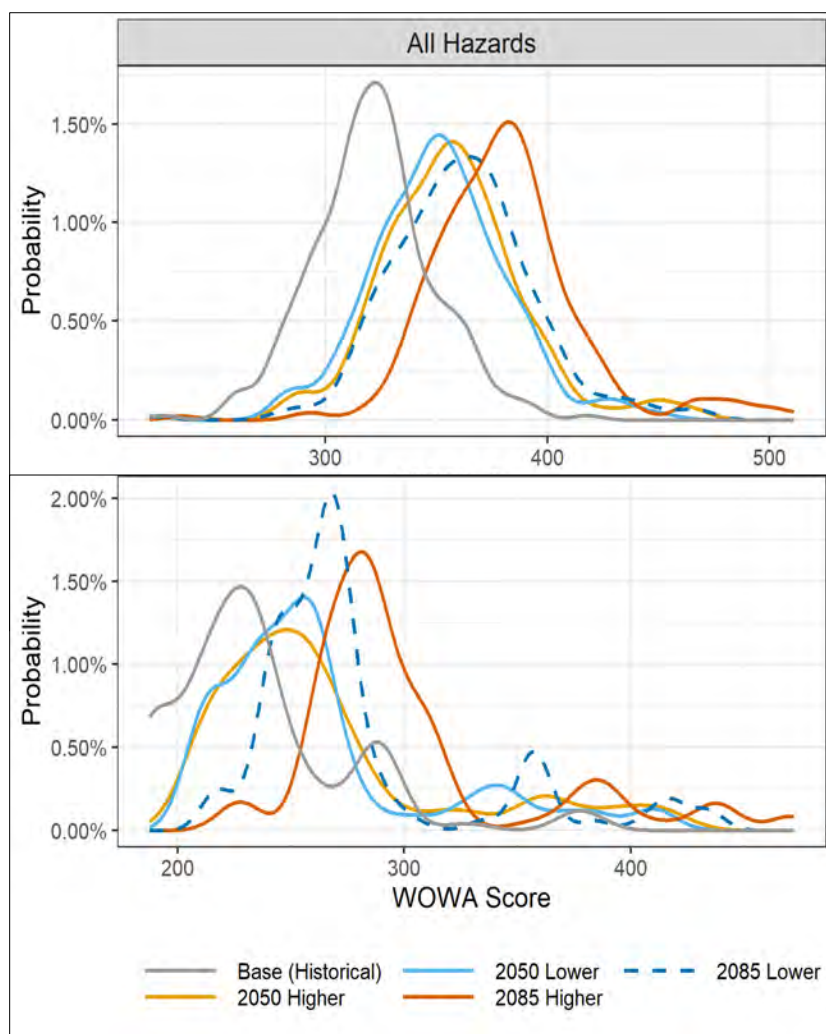 All Hazards
Probability
1.50%
1.00%
0.50%
0.00%
300 400 500
Probability
2.00%
1.50%
1.00%
0.50%
0.00%
200 300 400
WOWA Score
Base (Historical) 2050 Lower 2085 Lower
2050 Higher 2085 Higher